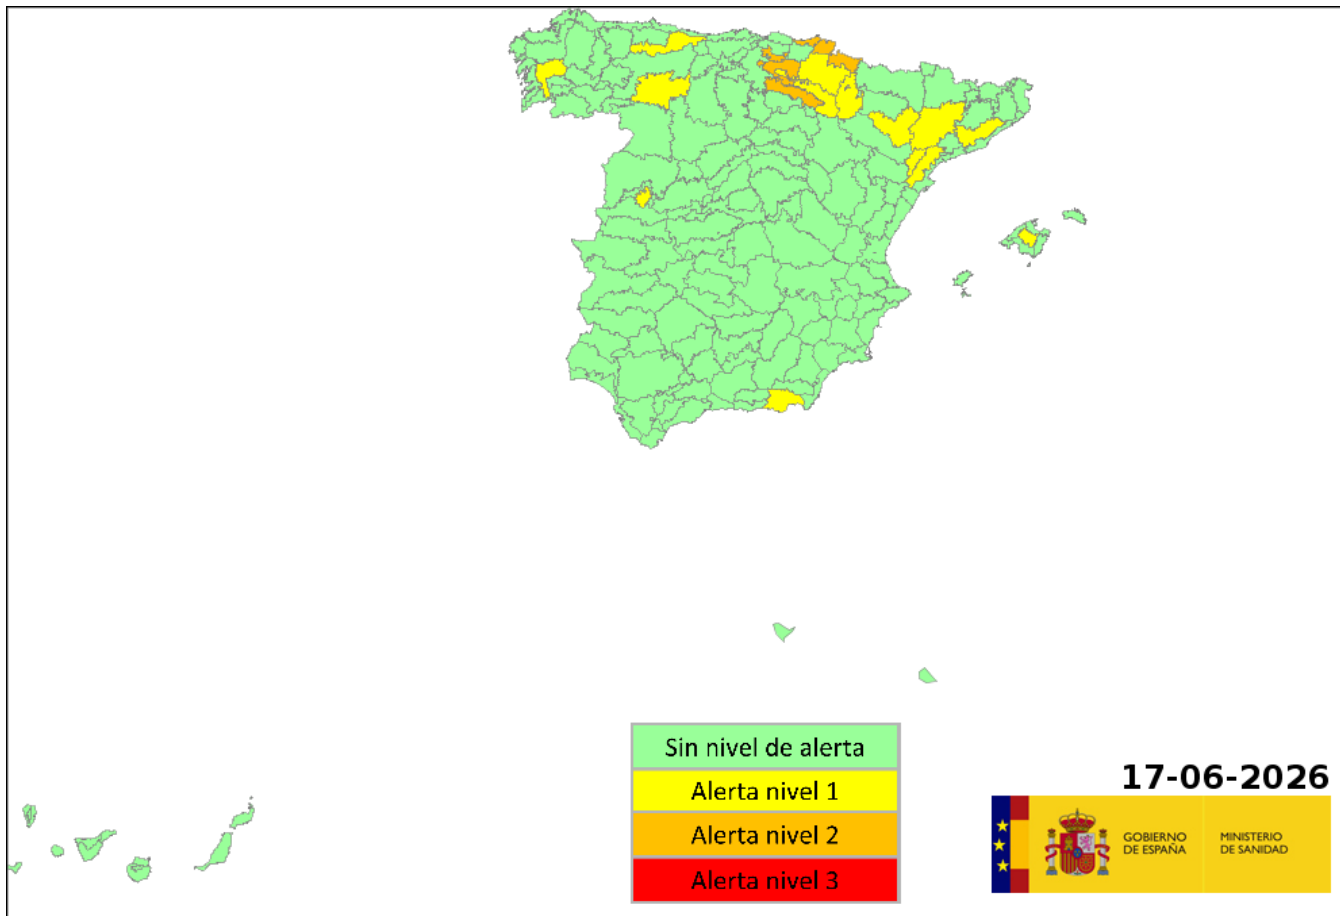 Sin nivel de alerta
Alerta nivel 1
Alerta nivel 2
Alerta nivel 3
17-06-2026
GOBIERNO
DE ESPAÑA
MINISTERIO
DE SANIDAD